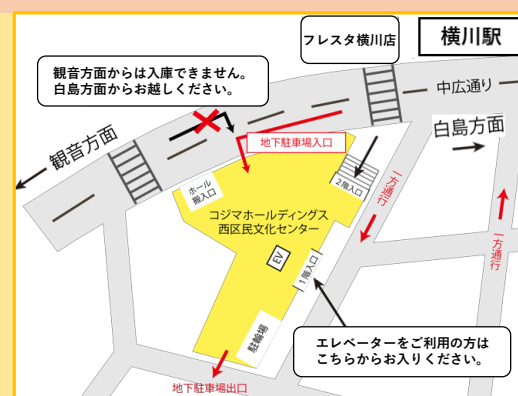 フレスタ横川店
横川駅
観音方面からは入庫できません。
白島方面からお越しください。
中広通り
白島方面
観音方面
地下駐車場入口
ホール
搬入口
2階入口
一方通行
コジマホールディングス
西区民文化センター
EV
1階入口
一方通行
駐輪場
エレベーターをご利用の方は
こちらからお入りください。
地下駐車場出口